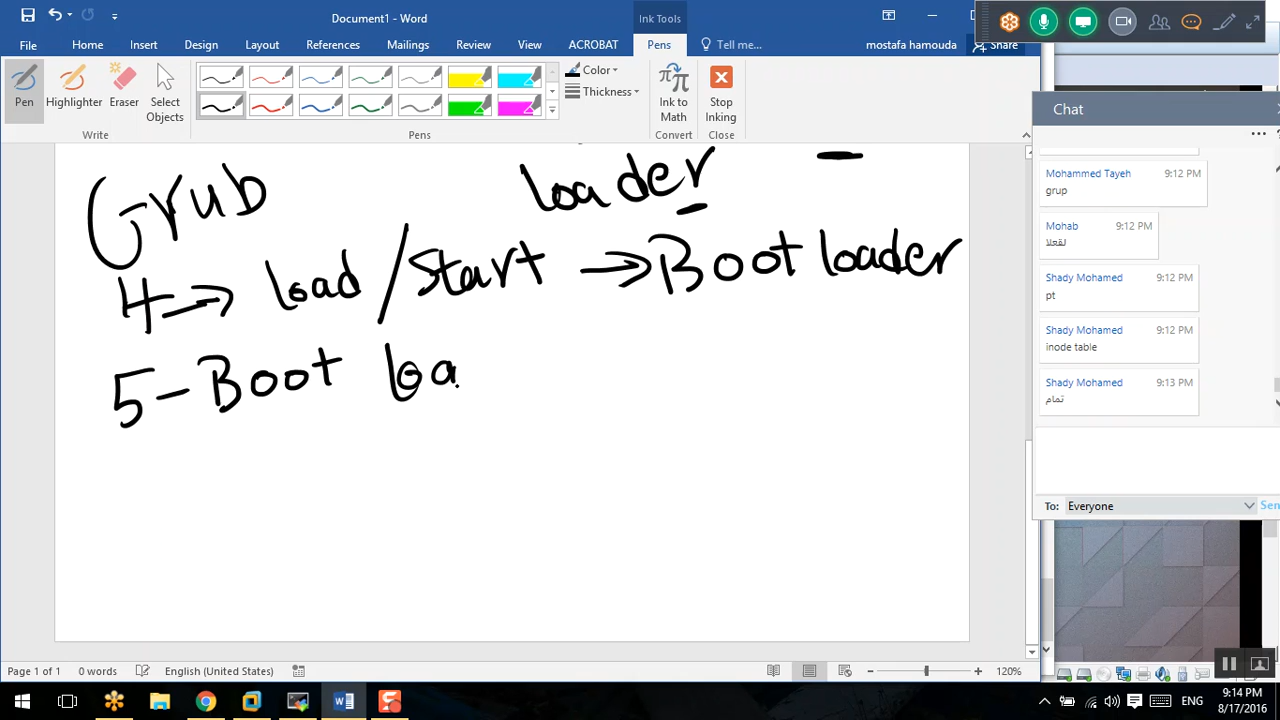 Document1 - Word
Ink Tools
File
Home
Insert
Design
Layout
References
Mailings
Review
View
ACROBAT
Pens
Tell me...
mostafa hamouda
Share
Pen
Highlighter
Eraser
Select Objects
Color
Thickness
Ink to Math
Stop Inking
Write
Pens
Convert
Close
Grub
loader
4 → load/Start → Boot loader
5 - Boot loa
Chat
Mohammed Tayeh 9:12 PM
grup
Mohab 9:12 PM
لقعلا
Shady Mohamed 9:12 PM
pt
Shady Mohamed 9:12 PM
inode table
Shady Mohamed 9:13 PM
تمام
To: Everyone
Sen
Page 1 of 1 0 words English (United States)
120%
ENG
9:14 PM
8/17/2016